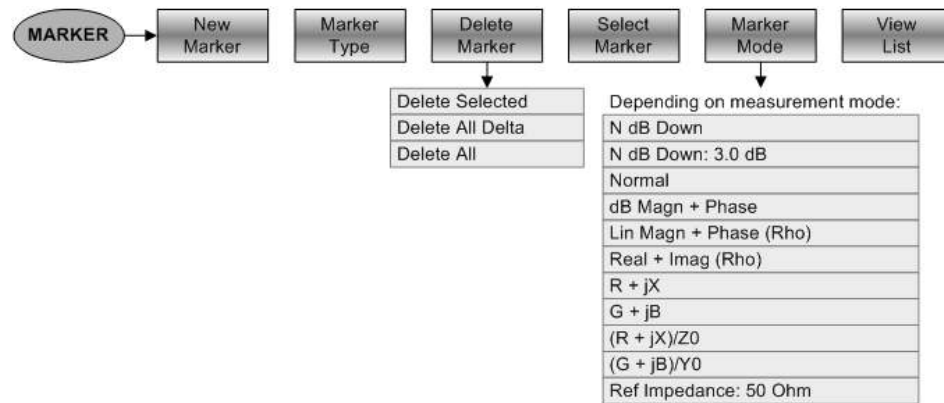 MARKER
New
Marker
Marker
Type
Delete
Marker
Select
Marker
Marker
Mode
View
List
Delete Selected
Delete All Delta
Delete All
Depending on measurement mode:
N dB Down
N dB Down: 3.0 dB
Normal
dB Magn + Phase
Lin Magn + Phase (Rho)
Real + Imag (Rho)
R + jX
G + jB
(R + jX)/Z0
(G + jB)/Y0
Ref Impedance: 50 Ohm